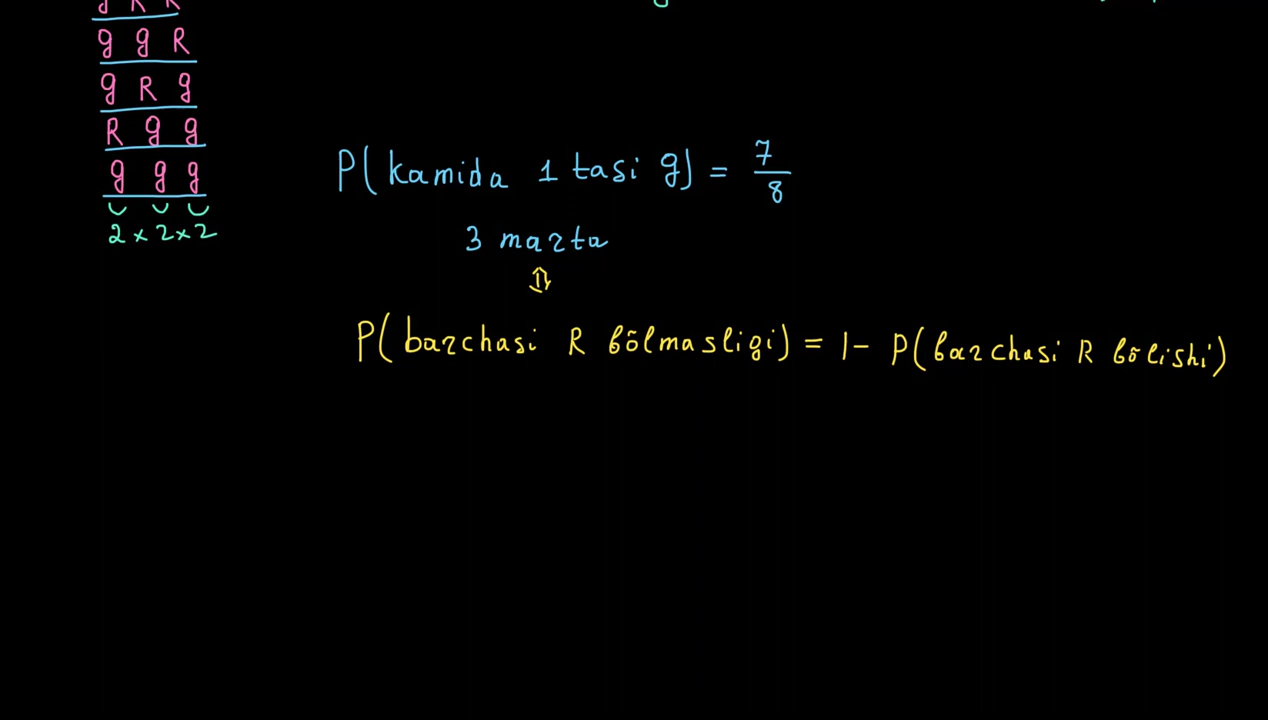 g R R
g g R
g R g
R g g
g g g
2 × 2 × 2
P(kamida 1 tasi g) = 7/8
3 marta
⇕
P(barchasi R bōlmasligi) = 1 - P(barchasi R bōlishi)